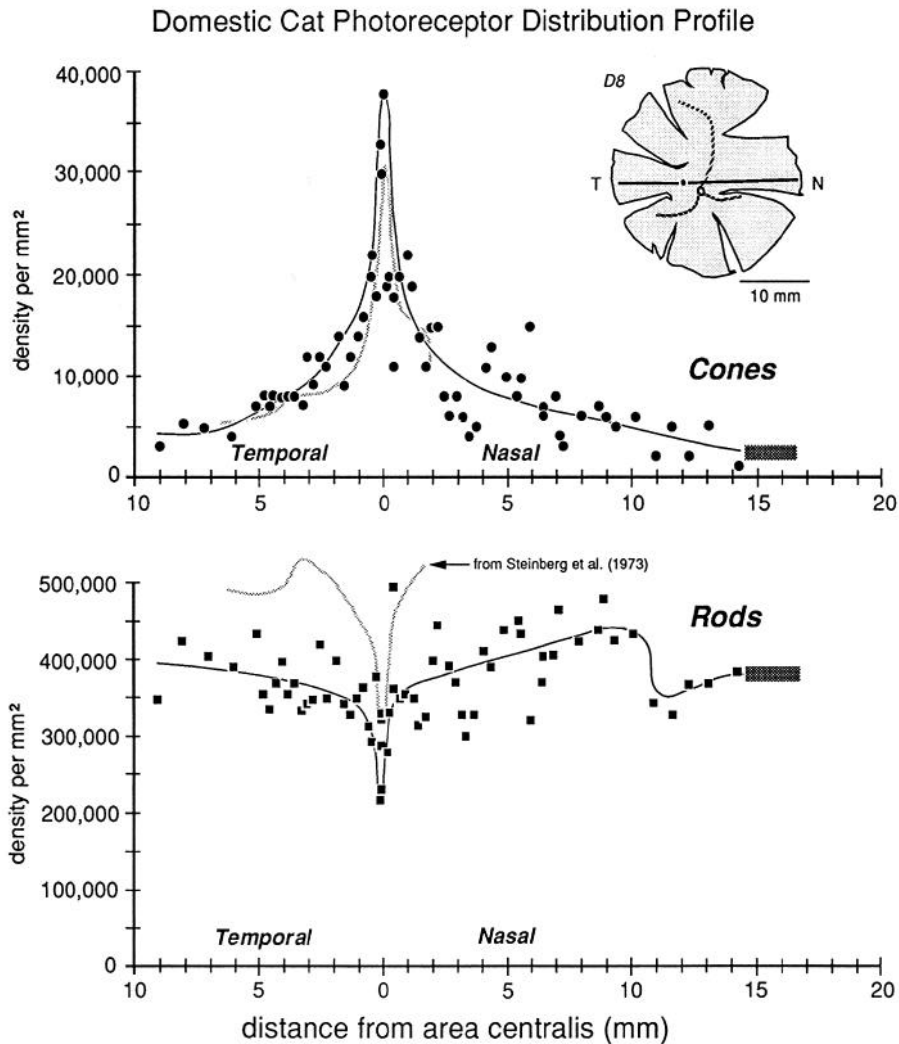 Domestic Cat Photoreceptor Distribution Profile
density per mm²
40,000
30,000
20,000
10,000
0
D8
T
N
10 mm
Cones
Temporal
Nasal
10
5
0
5
10
15
20
density per mm²
500,000
400,000
300,000
200,000
100,000
0
from Steinberg et al. (1973)
Rods
Temporal
Nasal
10
5
0
5
10
15
20
distance from area centralis (mm)